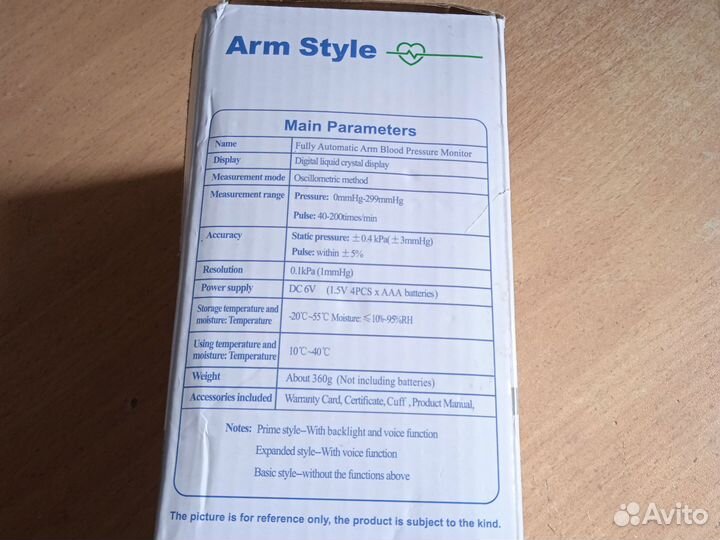 Arm Style
Main Parameters
Name Fully Automatic Arm Blood Pressure Monitor
Display Digital liquid crystal display
Measurement mode Oscillometric method
Measurement range Pressure: 0mmHg-299mmHg
Pulse: 40-200times/min
Accuracy Static pressure: ±0.4 kPa(±3mmHg)
Pulse: within ±5%
Resolution 0.1kPa (1mmHg)
Power supply DC 6V (1.5V 4PCS x AAA batteries)
Storage temperature and
moisture: Temperature -20℃~55℃ Moisture: ≤10%~95%RH
Using temperature and
moisture: Temperature 10℃~40℃
Weight About 360g (Not including batteries)
Accessories included Warranty Card, Certificate, Cuff , Product Manual,
Notes: Prime style--With backlight and voice function
Expanded style--With voice function
Basic style--without the functions above
The picture is for reference only, the product is subject to the kind.
Avito